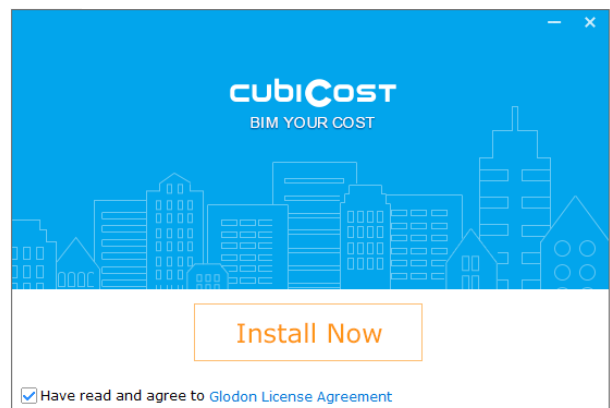 CUBICOST
BIM YOUR COST
Install Now
Have read and agree to Glodon License Agreement